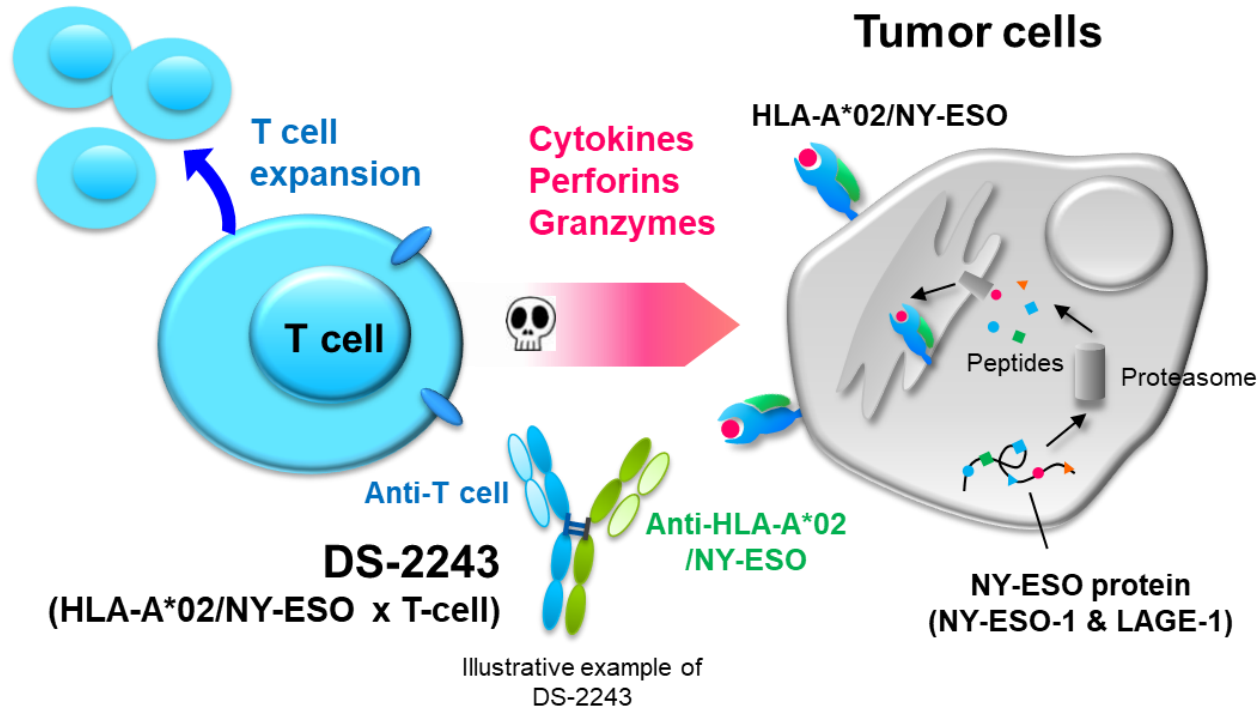 Tumor cells
HLA-A*02/NY-ESO
T cell
expansion
Cytokines
Perforins
Granzymes
T cell
Peptides
Proteasome
Anti-T cell
Anti-HLA-A*02
/NY-ESO
DS-2243
(HLA-A*02/NY-ESO x T-cell)
NY-ESO protein
(NY-ESO-1 & LAGE-1)
Illustrative example of
DS-2243